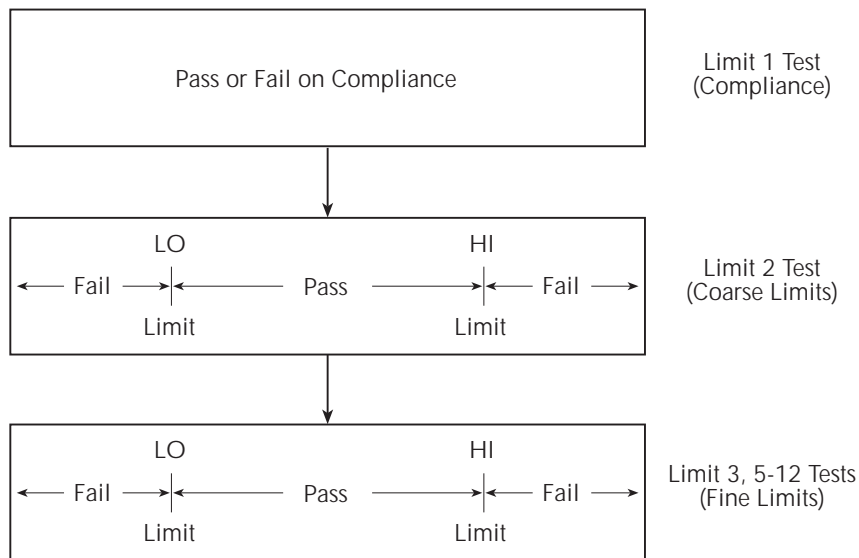 Pass or Fail on Compliance
Limit 1 Test
(Compliance)
LO HI
Fail Pass Fail
Limit Limit
Limit 2 Test
(Coarse Limits)
LO HI
Fail Pass Fail
Limit Limit
Limit 3, 5-12 Tests
(Fine Limits)